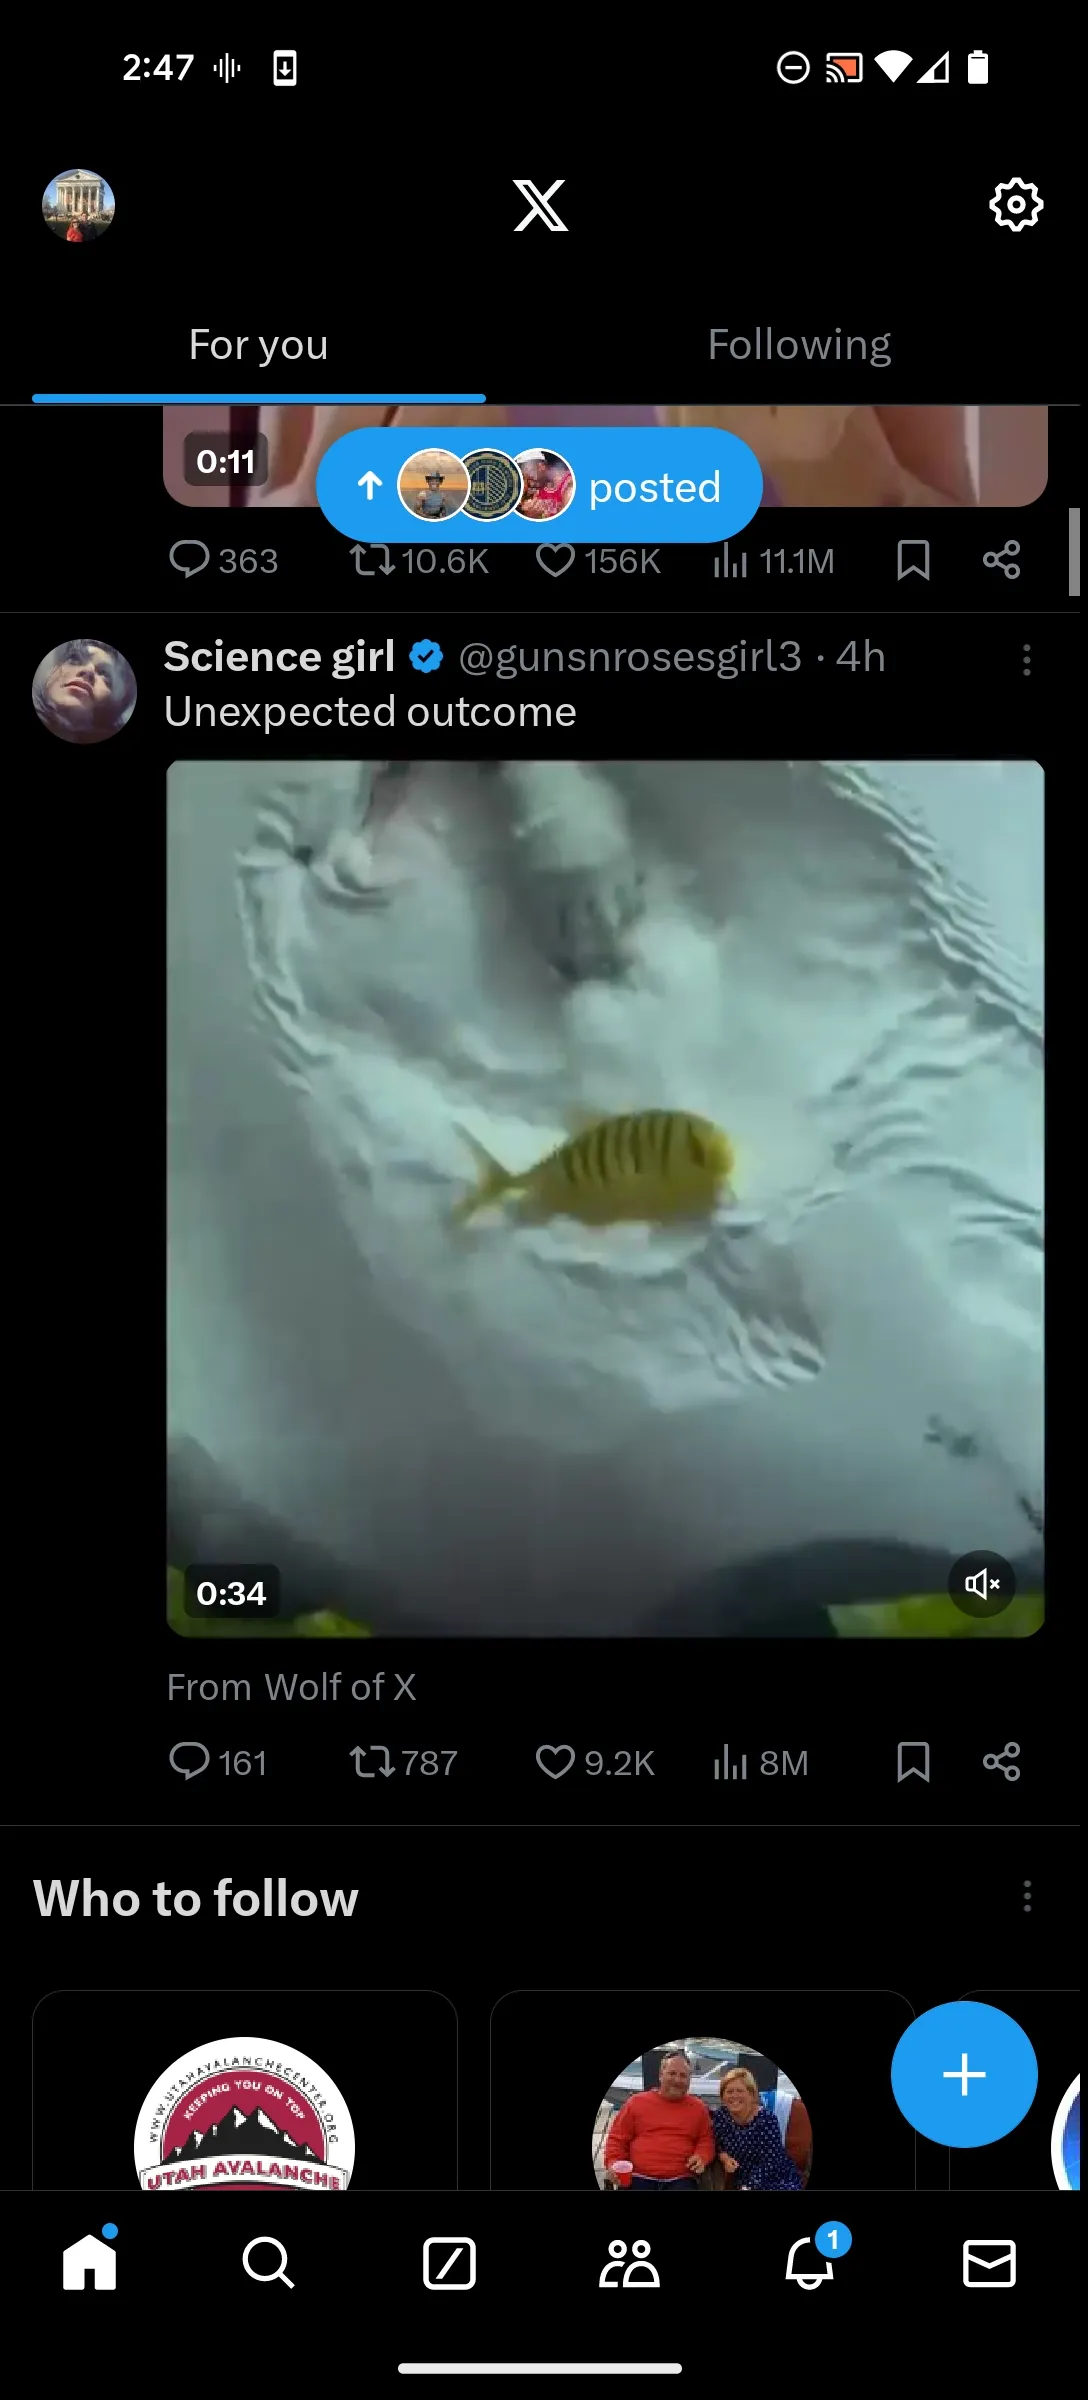 2:47
For you
Following
0:11
posted
363
10.6K
156K
11.1M
Science girl @gunsnrosesgirl3 · 4h
Unexpected outcome
0:34
From Wolf of X
161
787
9.2K
8M
Who to follow
WWW.UTAHAVALANCHECENTER.ORG
KEEPING YOU ON TOP
UTAH AVALANCHE
1